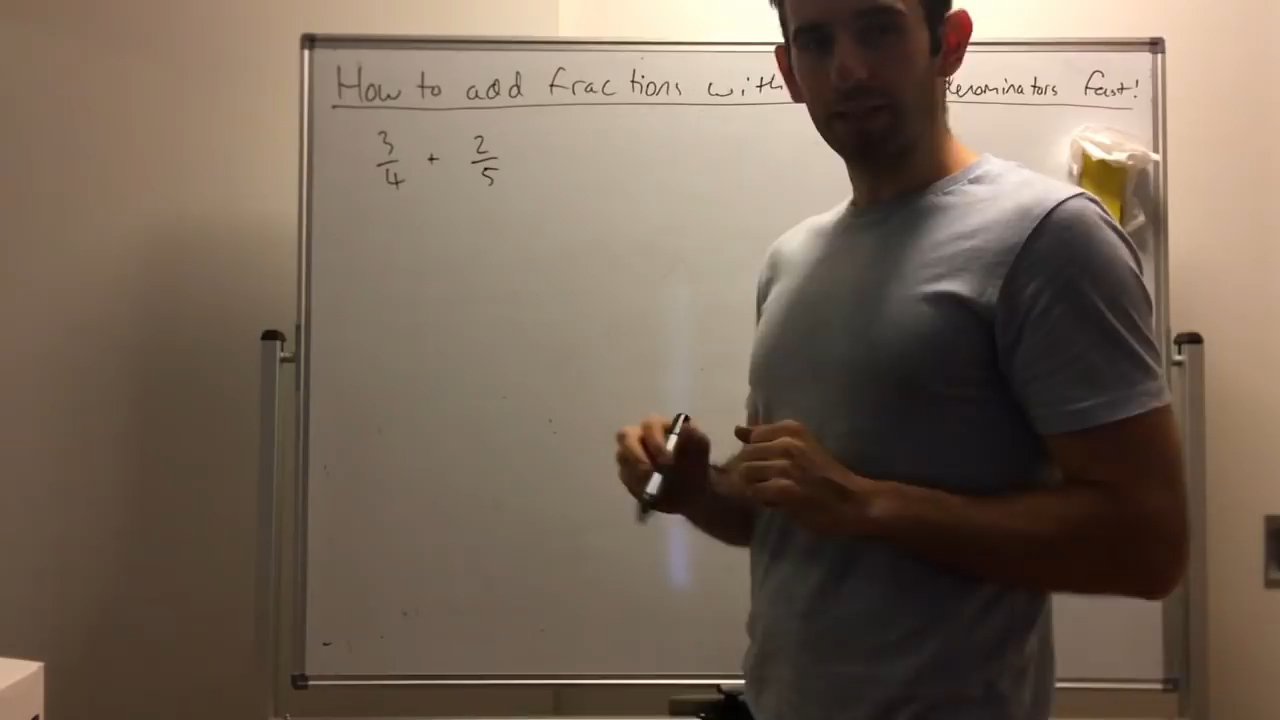 How to add fractions with denominators fast!
3/4 + 2/5